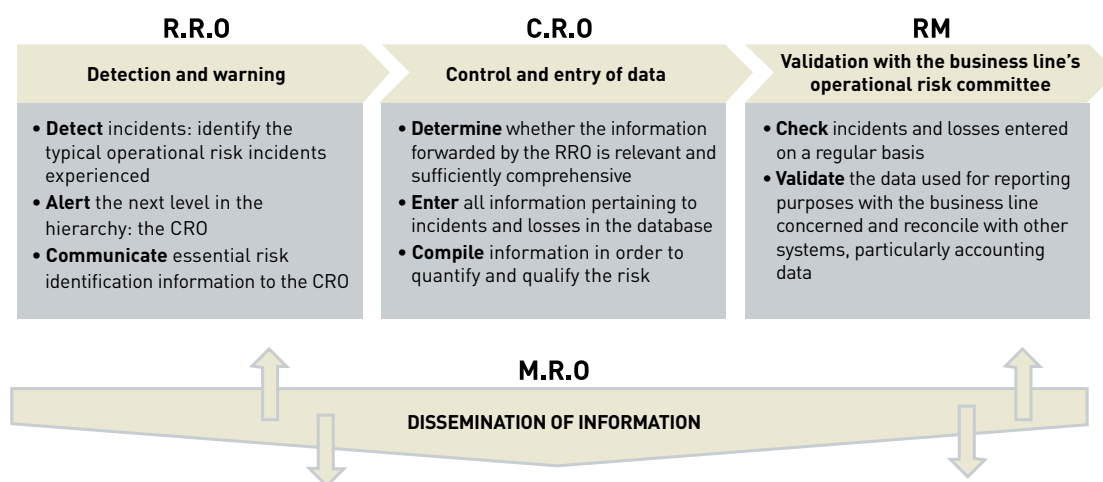 R.R.O
Detection and warning
• Detect incidents: identify the
typical operational risk incidents
experienced
• Alert the next level in the
hierarchy: the CRO
• Communicate essential risk
identification information to the CRO
C.R.O
Control and entry of data
• Determine whether the information
forwarded by the RRO is relevant and
sufficiently comprehensive
• Enter all information pertaining to
incidents and losses in the database
• Compile information in order to
quantify and qualify the risk
RM
Validation with the business line's
operational risk committee
• Check incidents and losses entered
on a regular basis
• Validate the data used for reporting
purposes with the business line
concerned and reconcile with other
systems, particularly accounting
data
M.R.O
DISSEMINATION OF INFORMATION